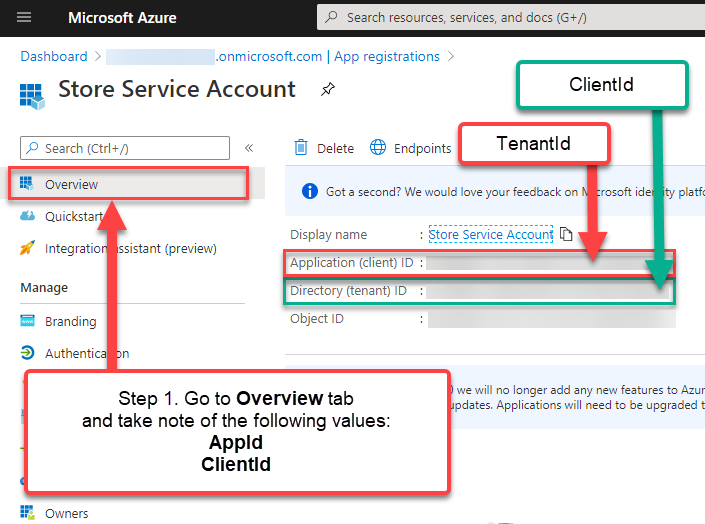 Microsoft Azure
Search resources, services, and docs (G+/)
Dashboard > .onmicrosoft.com | App registrations >
Store Service Account
ClientId
TenantId
Search (Ctrl+/)
«
Delete
Endpoints
Overview
Got a second? We would love your feedback on Microsoft identity platfo
Quickstart
Display name : Store Service Account
Integration assistant (preview)
Application (client) ID :
Manage
Directory (tenant) ID :
Branding
Object ID :
Authentication
Step 1. Go to Overview tab
and take note of the following values:
AppId
ClientId
0 we will no longer add any new features to Azur
updates. Applications will need to be upgraded t
Owners